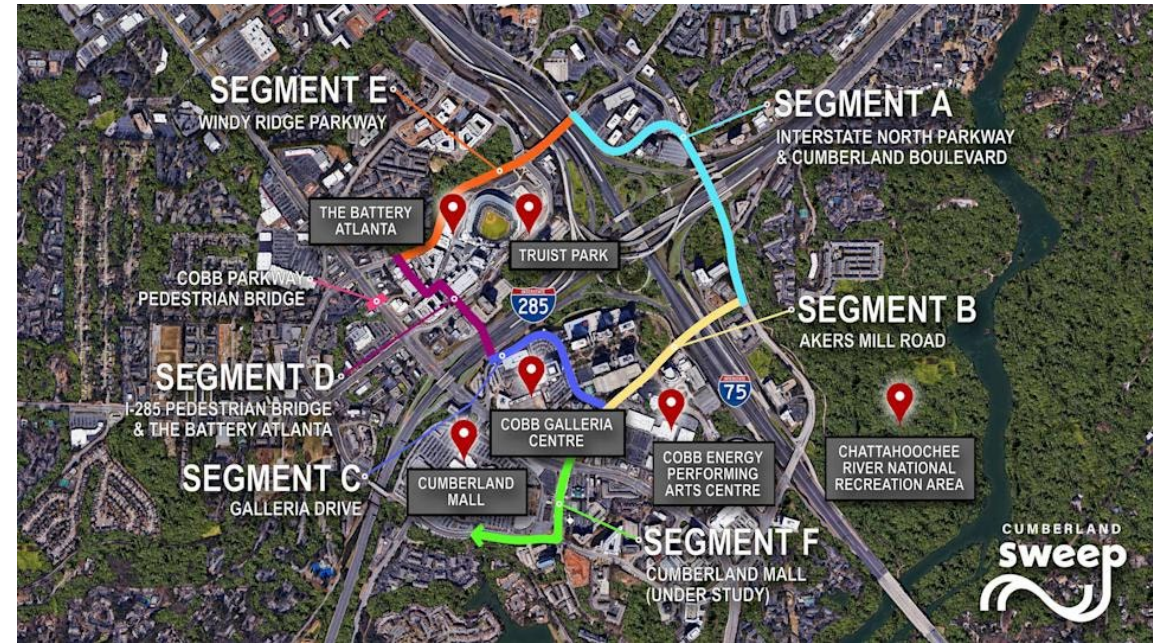 SEGMENT E
WINDY RIDGE PARKWAY
SEGMENT A
INTERSTATE NORTH PARKWAY
& CUMBERLAND BOULEVARD
THE BATTERY
ATLANTA
TRUIST PARK
COBB PARKWAY
PEDESTRIAN BRIDGE
INTERSTATE
285
SEGMENT B
AKERS MILL ROAD
SEGMENT D
I-285 PEDESTRIAN BRIDGE
& THE BATTERY ATLANTA
75
COBB GALLERIA
CENTRE
COBB ENERGY
PERFORMING
ARTS CENTRE
CHATTAHOOCHEE
RIVER NATIONAL
RECREATION AREA
SEGMENT C
GALLERIA DRIVE
CUMBERLAND
MALL
SEGMENT F
CUMBERLAND MALL
(UNDER STUDY)
CUMBERLAND
sweep